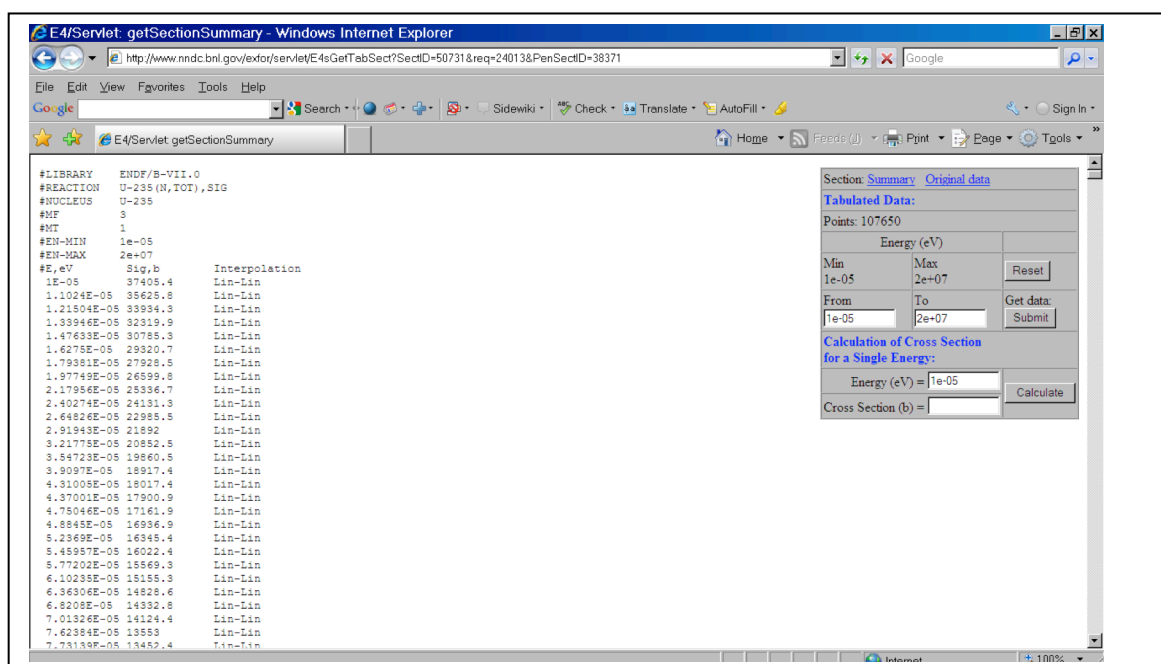 E4/Servlet: getSectionSummary - Windows Internet Explorer
http://www.nndc.bnl.gov/exfor/servlet/E4sGetTabSect?SectID=50731&req=24013&PenSectID=38371
Google
File Edit View Favorites Tools Help
Google Search Sidewiki Check Translate AutoFill Sign In
E4/Servlet getSectionSummary Home Feeds (J) Print Page Tools »
#LIBRARY ENDF/B-VII.0
#REACTION U-235(N,TOT),SIG
#NUCLEUS U-235
#MF 3
#MT 1
#EN-MIN 1e-05
#EN-MAX 2e+07
#E,eV Sig,b Interpolation
1E-05 37405.4 Lin-Lin
1.1024E-05 35625.8 Lin-Lin
1.21504E-05 33934.3 Lin-Lin
1.33946E-05 32319.9 Lin-Lin
1.47633E-05 30785.3 Lin-Lin
1.6275E-05 29320.7 Lin-Lin
1.79381E-05 27928.5 Lin-Lin
1.97749E-05 26599.8 Lin-Lin
2.17956E-05 25336.7 Lin-Lin
2.40274E-05 24131.3 Lin-Lin
2.64826E-05 22985.5 Lin-Lin
2.91943E-05 21892 Lin-Lin
3.21775E-05 20852.5 Lin-Lin
3.54723E-05 19860.5 Lin-Lin
3.9097E-05 18917.4 Lin-Lin
4.31005E-05 18017.4 Lin-Lin
4.37001E-05 17900.9 Lin-Lin
4.75046E-05 17161.9 Lin-Lin
4.8845E-05 16936.9 Lin-Lin
5.2369E-05 16345.4 Lin-Lin
5.45957E-05 16022.4 Lin-Lin
5.77202E-05 15569.3 Lin-Lin
6.10235E-05 15155.3 Lin-Lin
6.36306E-05 14828.6 Lin-Lin
6.8208E-05 14332.8 Lin-Lin
7.01326E-05 14124.4 Lin-Lin
7.62384E-05 13553 Lin-Lin
7.73139E-05 13452.4 Lin-Lin
Section: Summary Original data
Tabulated Data:
Points: 107650
Energy (eV)
Min Max
1e-05 2e+07 Reset
From To Get data:
1e-05 2e+07 Submit
Calculation of Cross Section
for a Single Energy:
Energy (eV) = 1e-05
Calculate
Cross Section (b) =
Internet 100%